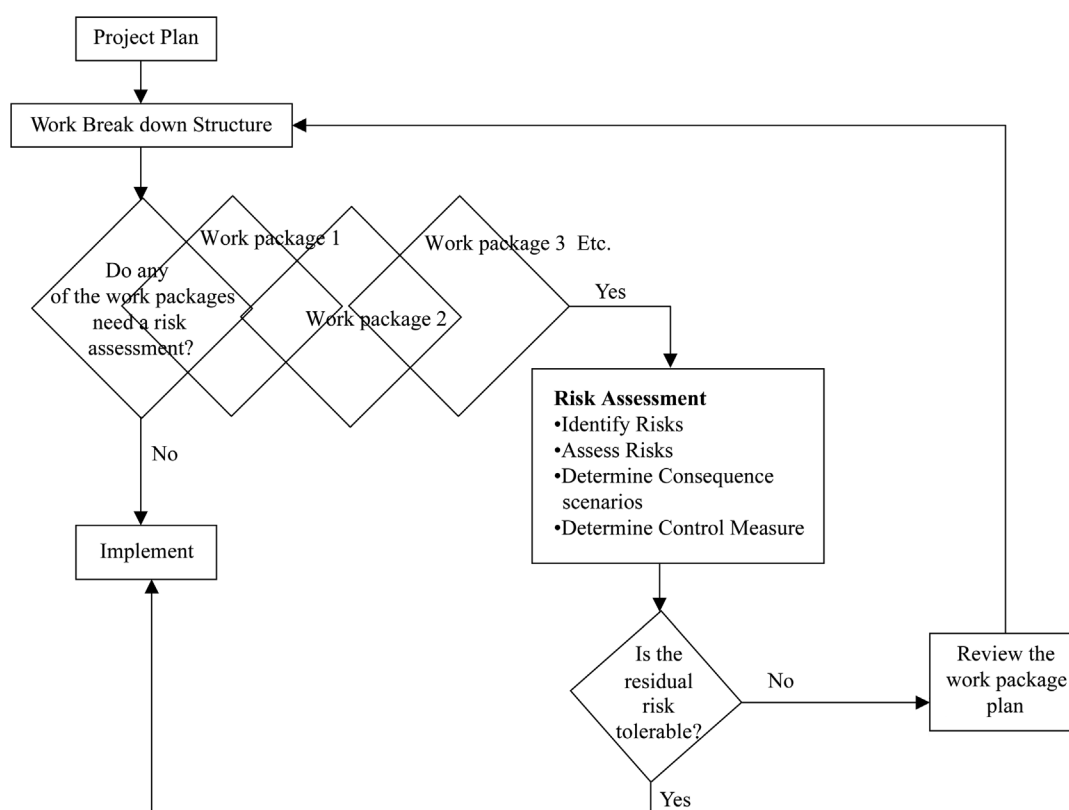 Project Plan
Work Break down Structure
Work package 1
Work package 3  Etc.
Do any
of the work packages
need a risk
assessment?
Work package 2
Yes
No
Implement
Risk Assessment
•Identify Risks
•Assess Risks
•Determine Consequence
scenarios
•Determine Control Measure
Is the
residual
risk
tolerable?
No
Review the
work package
plan
Yes